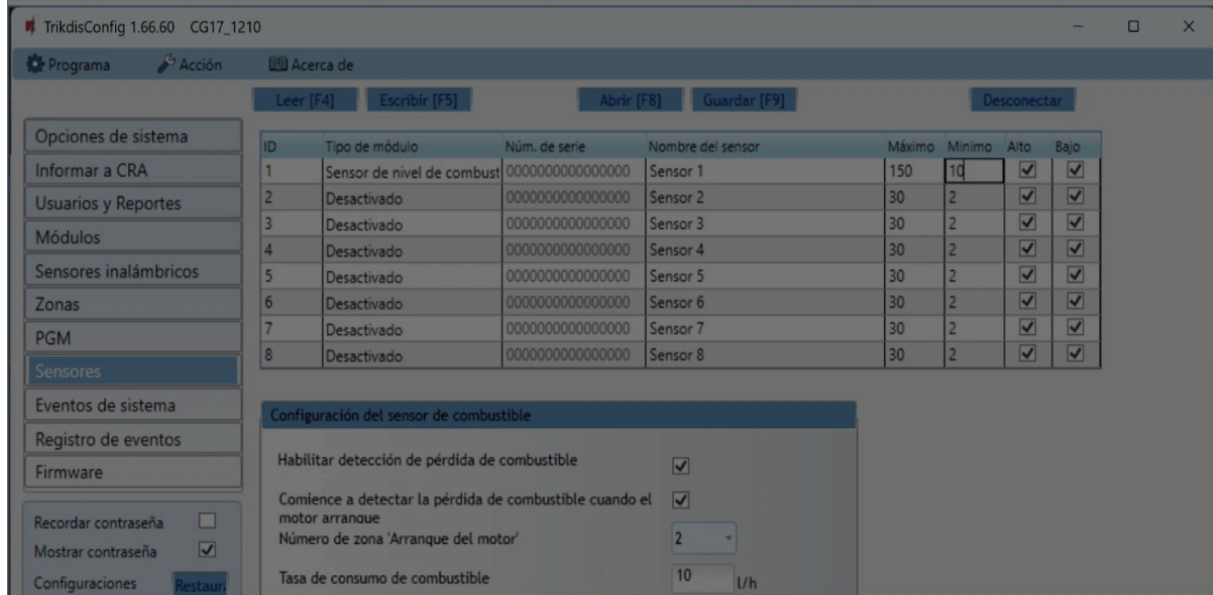 TrikdisConfig 1.66.60 CG17_1210
Programa Acción Acerca de
Leer [F4] Escribir [F5] Abrir [F8] Guardar [F9] Desconectar
Opciones de sistema
Informar a CRA
Usuarios y Reportes
Módulos
Sensores inalámbricos
Zonas
PGM
Sensores
Eventos de sistema
Registro de eventos
Firmware
Recordar contraseña
Mostrar contraseña
Configuraciones Restaura
ID Tipo de módulo Núm. de serie Nombre del sensor Máximo Minimo Alto Bajo
1 Sensor de nivel de combust 0000000000000000 Sensor 1 150 10
2 Desactivado 0000000000000000 Sensor 2 30 2
3 Desactivado 0000000000000000 Sensor 3 30 2
4 Desactivado 0000000000000000 Sensor 4 30 2
5 Desactivado 0000000000000000 Sensor 5 30 2
6 Desactivado 0000000000000000 Sensor 6 30 2
7 Desactivado 0000000000000000 Sensor 7 30 2
8 Desactivado 0000000000000000 Sensor 8 30 2
Configuración del sensor de combustible
Habilitar detección de pérdida de combustible
Comience a detectar la pérdida de combustible cuando el
motor arranque
Número de zona 'Arranque del motor' 2
Tasa de consumo de combustible 10 l/h